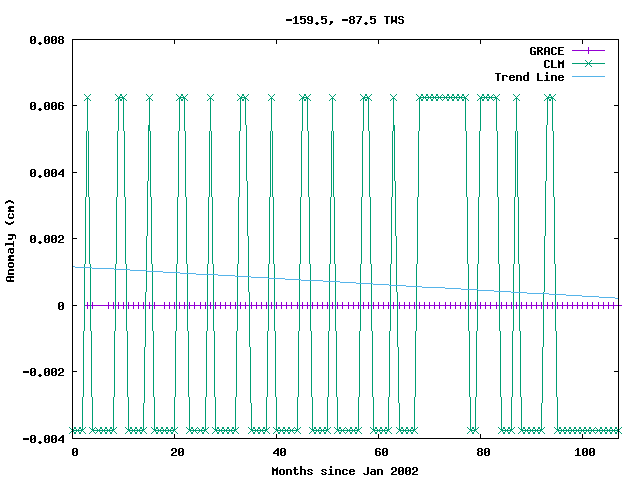 -159.5, -87.5 TWS
GRACE
CLM
Trend Line
0.008
0.006
0.004
0.002
0
-0.002
-0.004
Anomaly (cm)
0 20 40 60 80 100
Months since Jan 2002